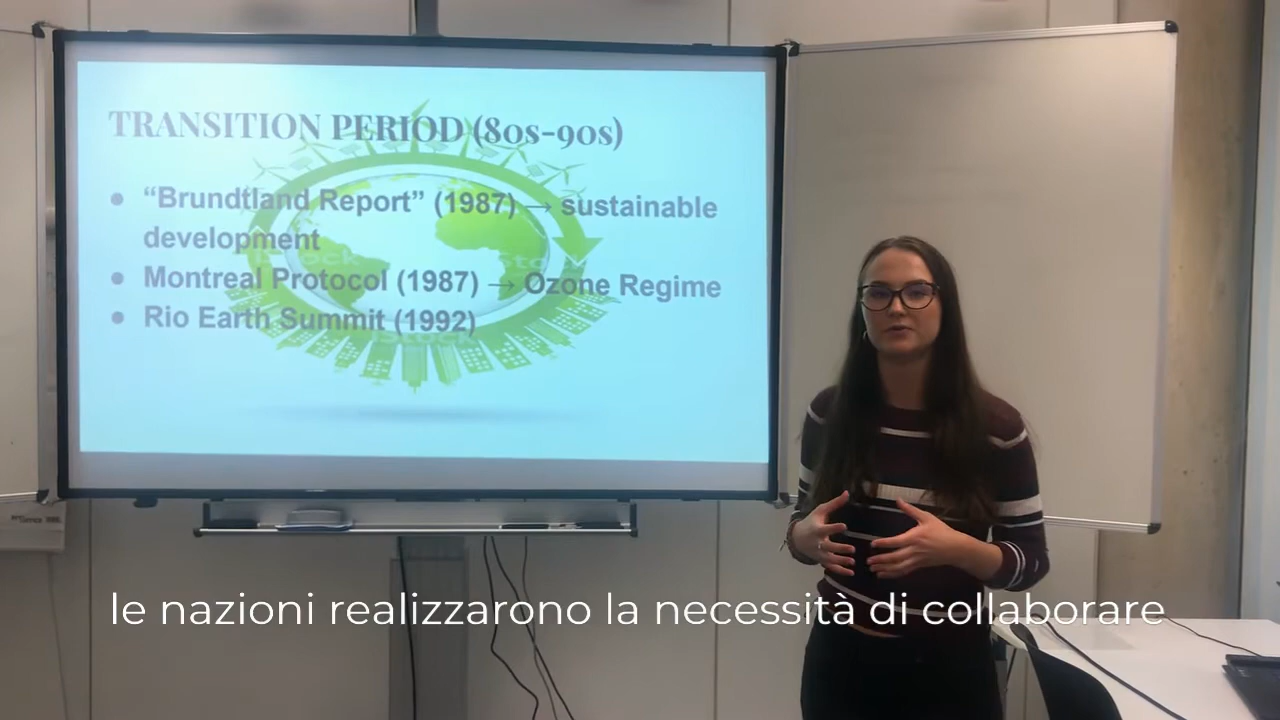 TRANSITION PERIOD (80s-90s)
● “Brundtland Report” (1987) → sustainable
development
● Montreal Protocol (1987) → Ozone Regime
● Rio Earth Summit (1992)
iStock
le nazioni realizzarono la necessità di collaborare